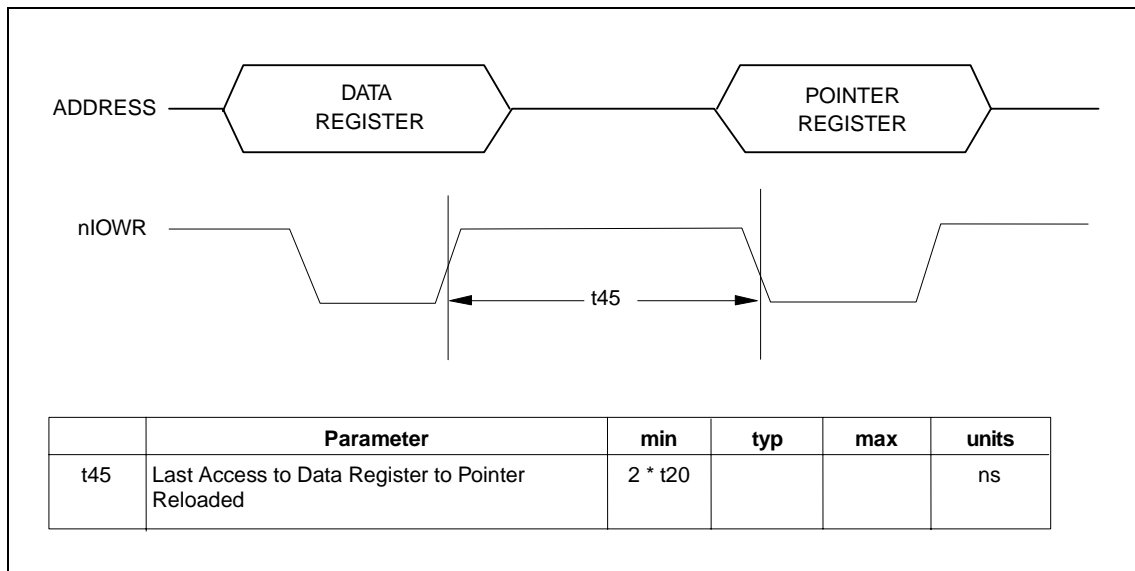 ADDRESS
DATA
REGISTER
POINTER
REGISTER
nIOWR
t45
Parameter min typ max units
t45 Last Access to Data Register to Pointer 2 * t20 ns
Reloaded